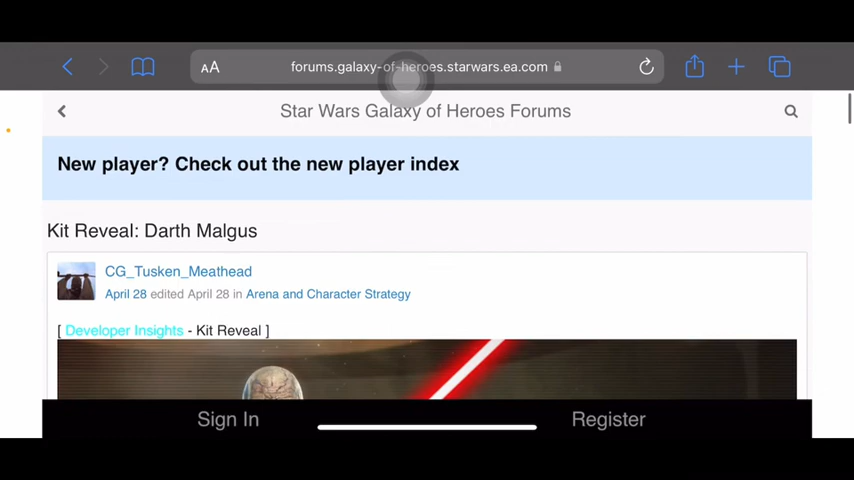 AA forums.galaxy-of-heroes.starwars.ea.com
Star Wars Galaxy of Heroes Forums
New player? Check out the new player index
Kit Reveal: Darth Malgus
CG_Tusken_Meathead
April 28 edited April 28 in Arena and Character Strategy
[ Developer Insights - Kit Reveal ]
Sign In Register